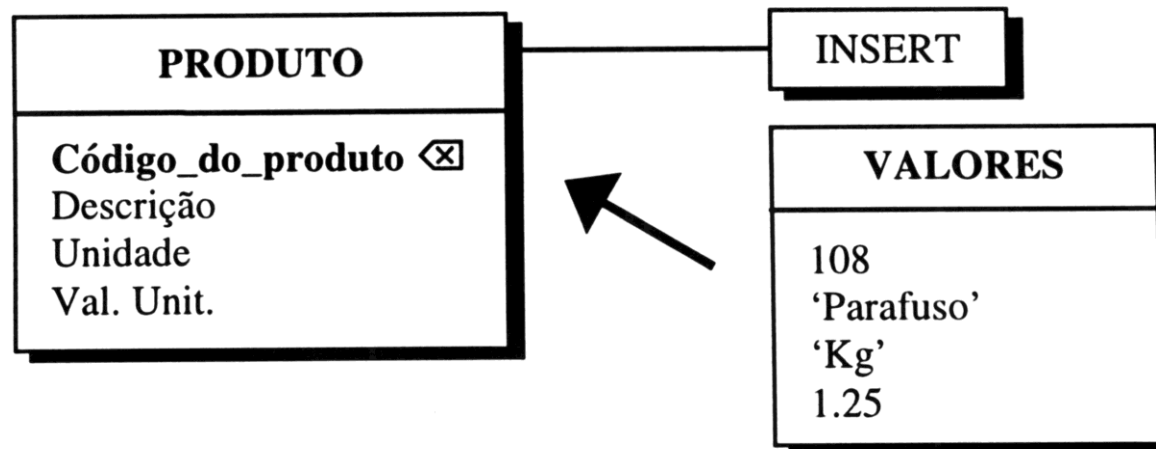 PRODUTO
Código_do_produto
Descrição
Unidade
Val. Unit.
INSERT
VALORES
108
‘Parafuso’
‘Kg’
1.25